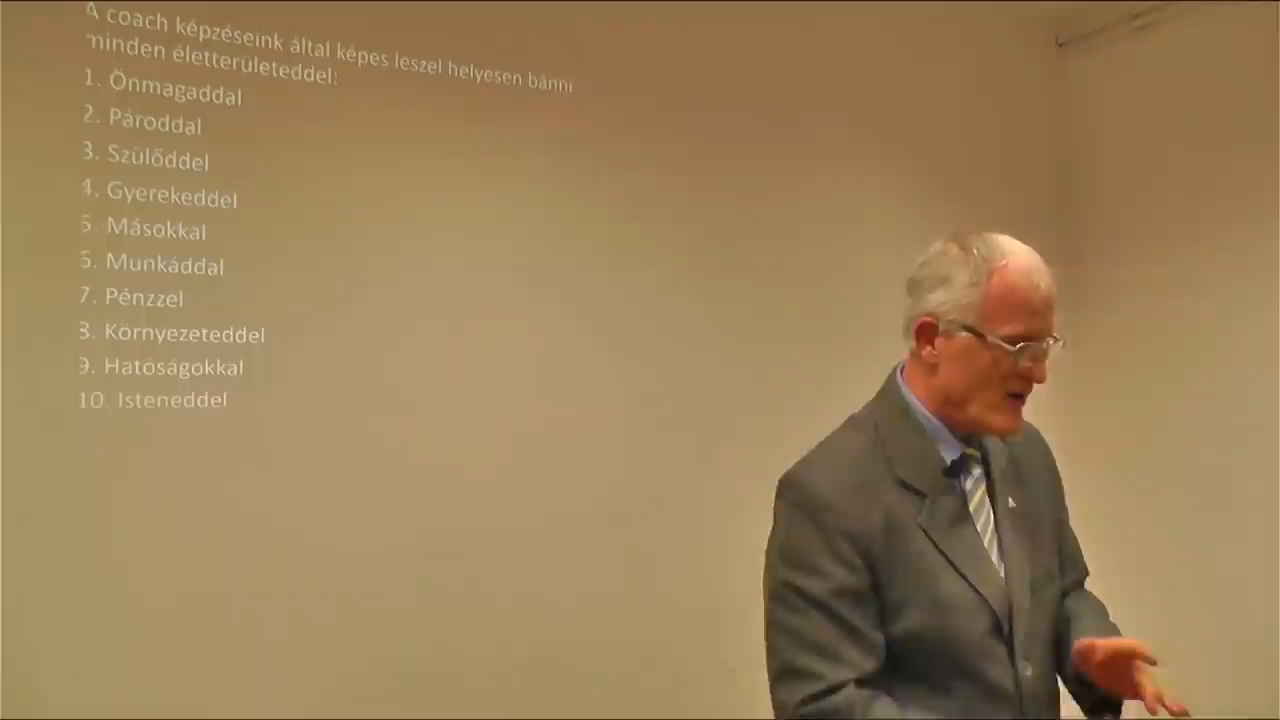 A coach képzéseink által képes leszel helyesen bánni
minden életterületeddel:
1. Önmagaddal
2. Pároddal
3. Szülőddel
4. Gyerekeddel
5. Másokkal
6. Munkáddal
7. Pénzzel
8. Környezeteddel
9. Hatóságokkal
10. Isteneddel